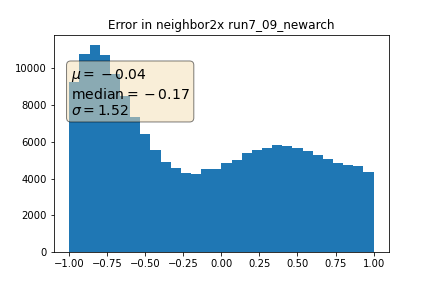 Error in neighbor2x run7_09_newarch
10000
8000
6000
4000
2000
0
μ = −0.04
median = −0.17
σ = 1.52
−1.00 −0.75 −0.50 −0.25 0.00 0.25 0.50 0.75 1.00